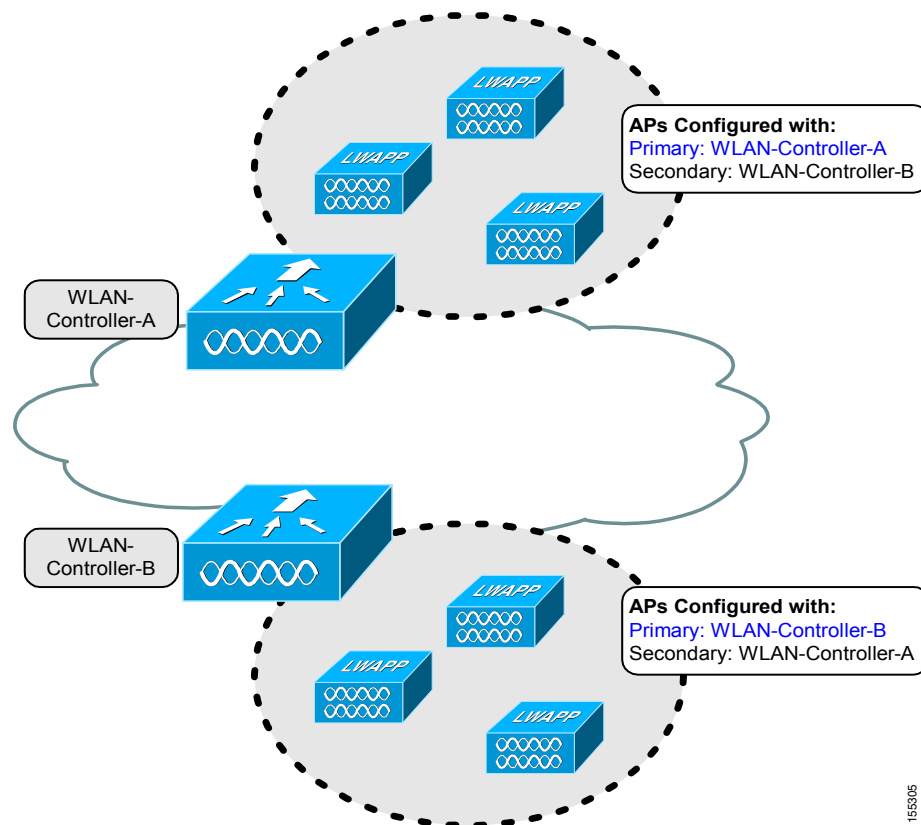 LWAPP
APs Configured with:
Primary: WLAN-Controller-A
Secondary: WLAN-Controller-B
LWAPP
LWAPP
WLAN-
Controller-A
WLAN-
Controller-B
LWAPP
APs Configured with:
Primary: WLAN-Controller-B
Secondary: WLAN-Controller-A
LWAPP
LWAPP
155305